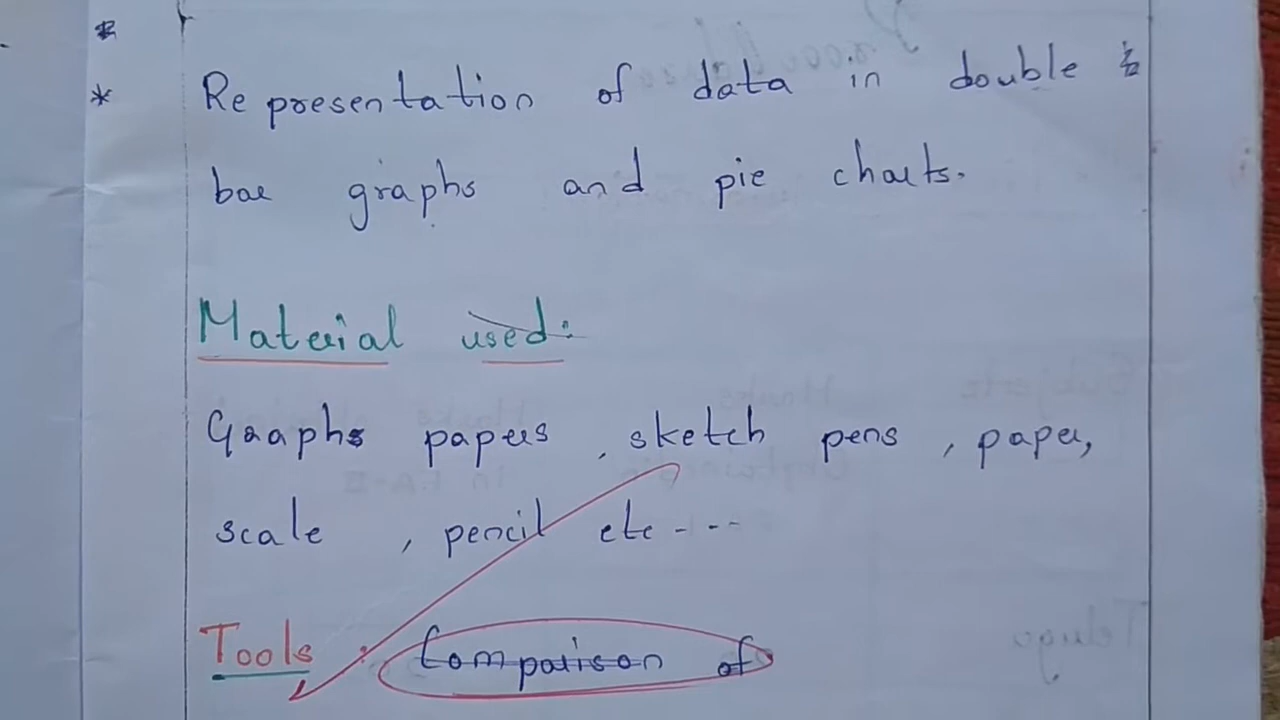 * Representation of data in double
bar graphs and pie charts.
Material used:
Graphs papers , sketch pens , paper,
scale , pencil etc - - -
Tools : Comparison of